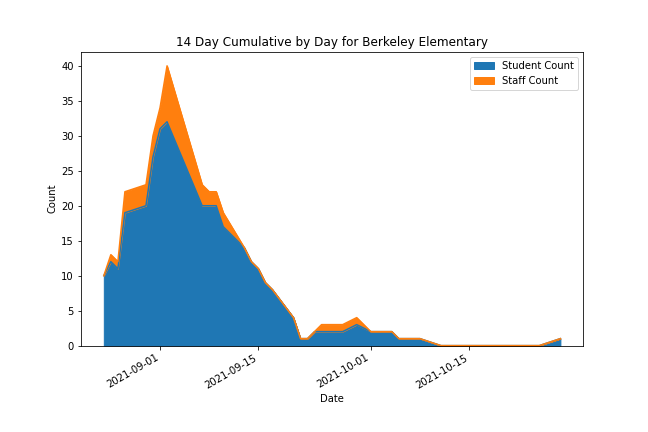 14 Day Cumulative by Day for Berkeley Elementary
Student Count
Staff Count
Count
40
35
30
25
20
15
10
5
0
2021-09-01
2021-09-15
2021-10-01
2021-10-15
Date